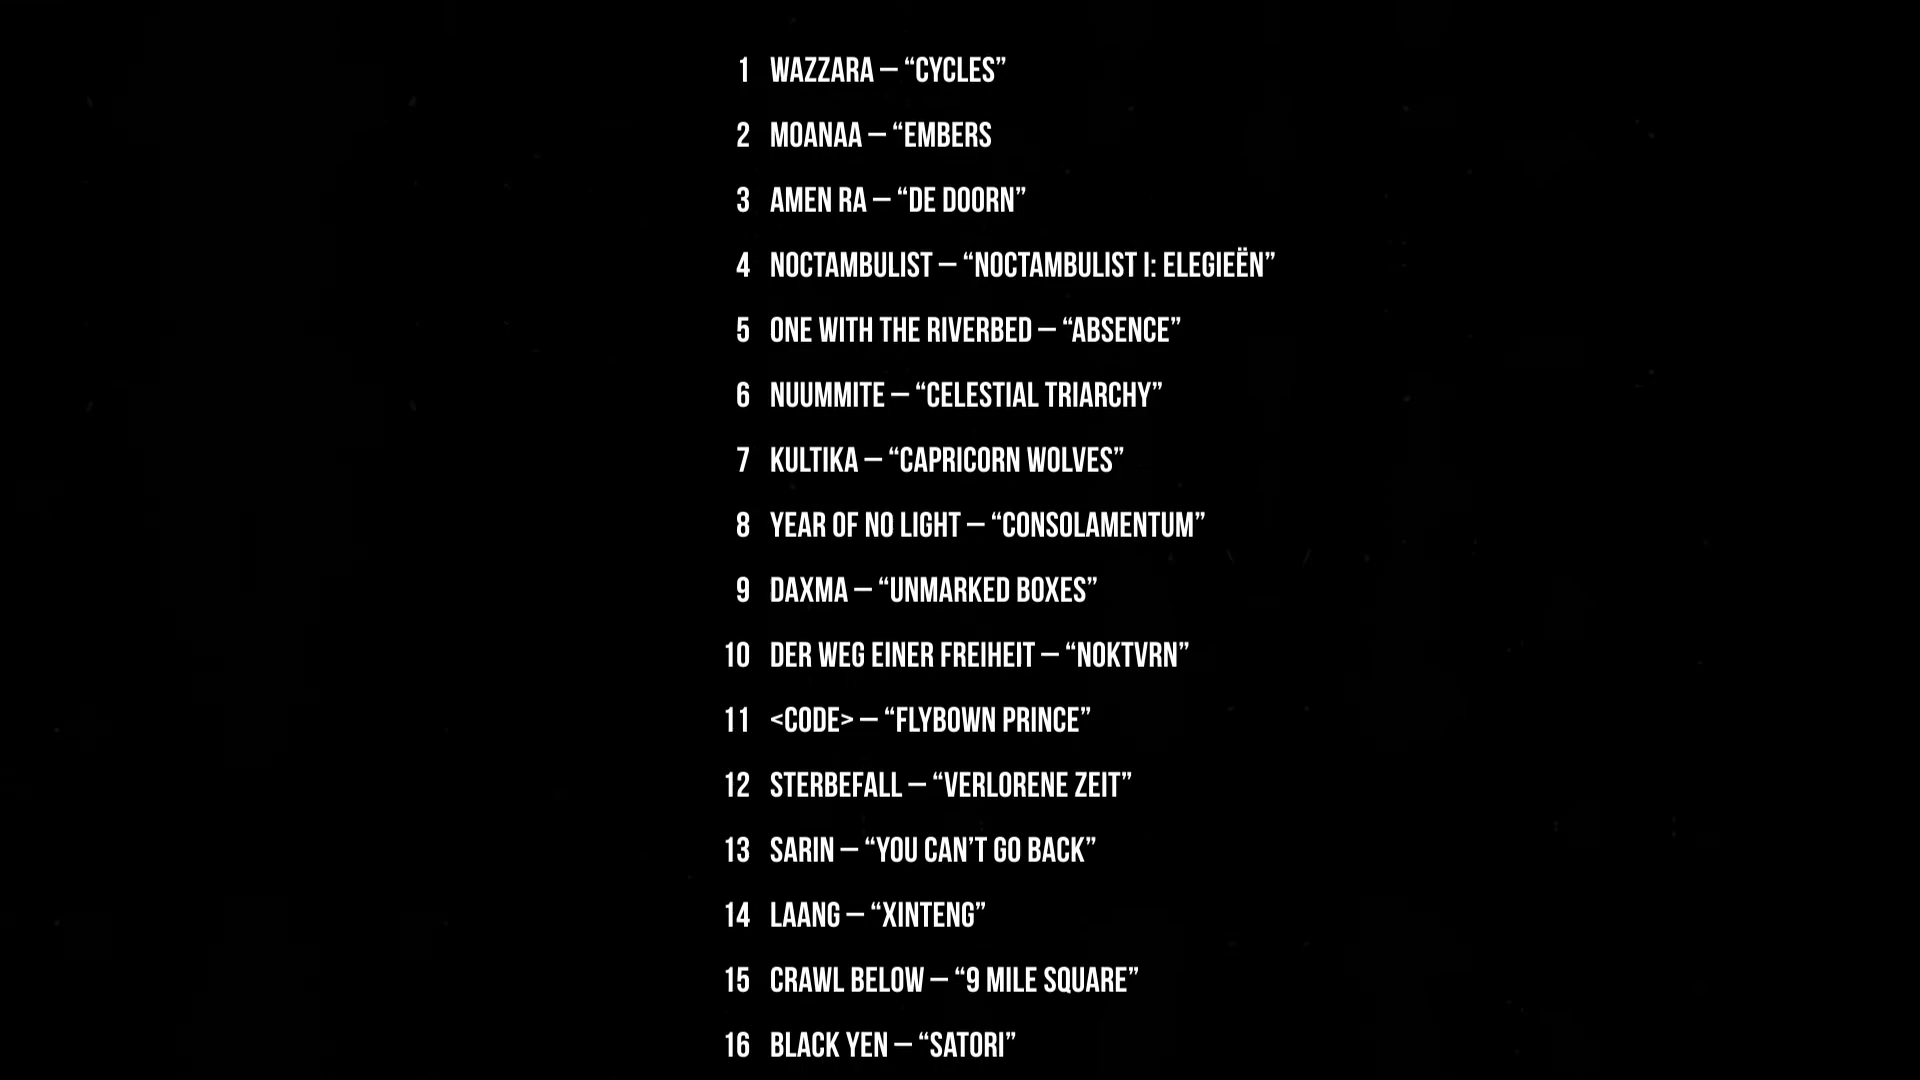 1 WAZZARA – “CYCLES”
2 MOANAA – “EMBERS
3 AMEN RA – “DE DOORN”
4 NOCTAMBULIST – “NOCTAMBULIST I: ELEGIEËN”
5 ONE WITH THE RIVERBED – “ABSENCE”
6 NUUMMITE – “CELESTIAL TRIARCHY”
7 KULTIKA – “CAPRICORN WOLVES”
8 YEAR OF NO LIGHT – “CONSOLAMENTUM”
9 DAXMA – “UNMARKED BOXES”
10 DER WEG EINER FREIHEIT – “NOKTVRN”
11 <CODE> – “FLYBOWN PRINCE”
12 STERBEFALL – “VERLORENE ZEIT”
13 SARIN – “YOU CAN’T GO BACK”
14 LAANG – “XINTENG”
15 CRAWL BELOW – “9 MILE SQUARE”
16 BLACK YEN – “SATORI”